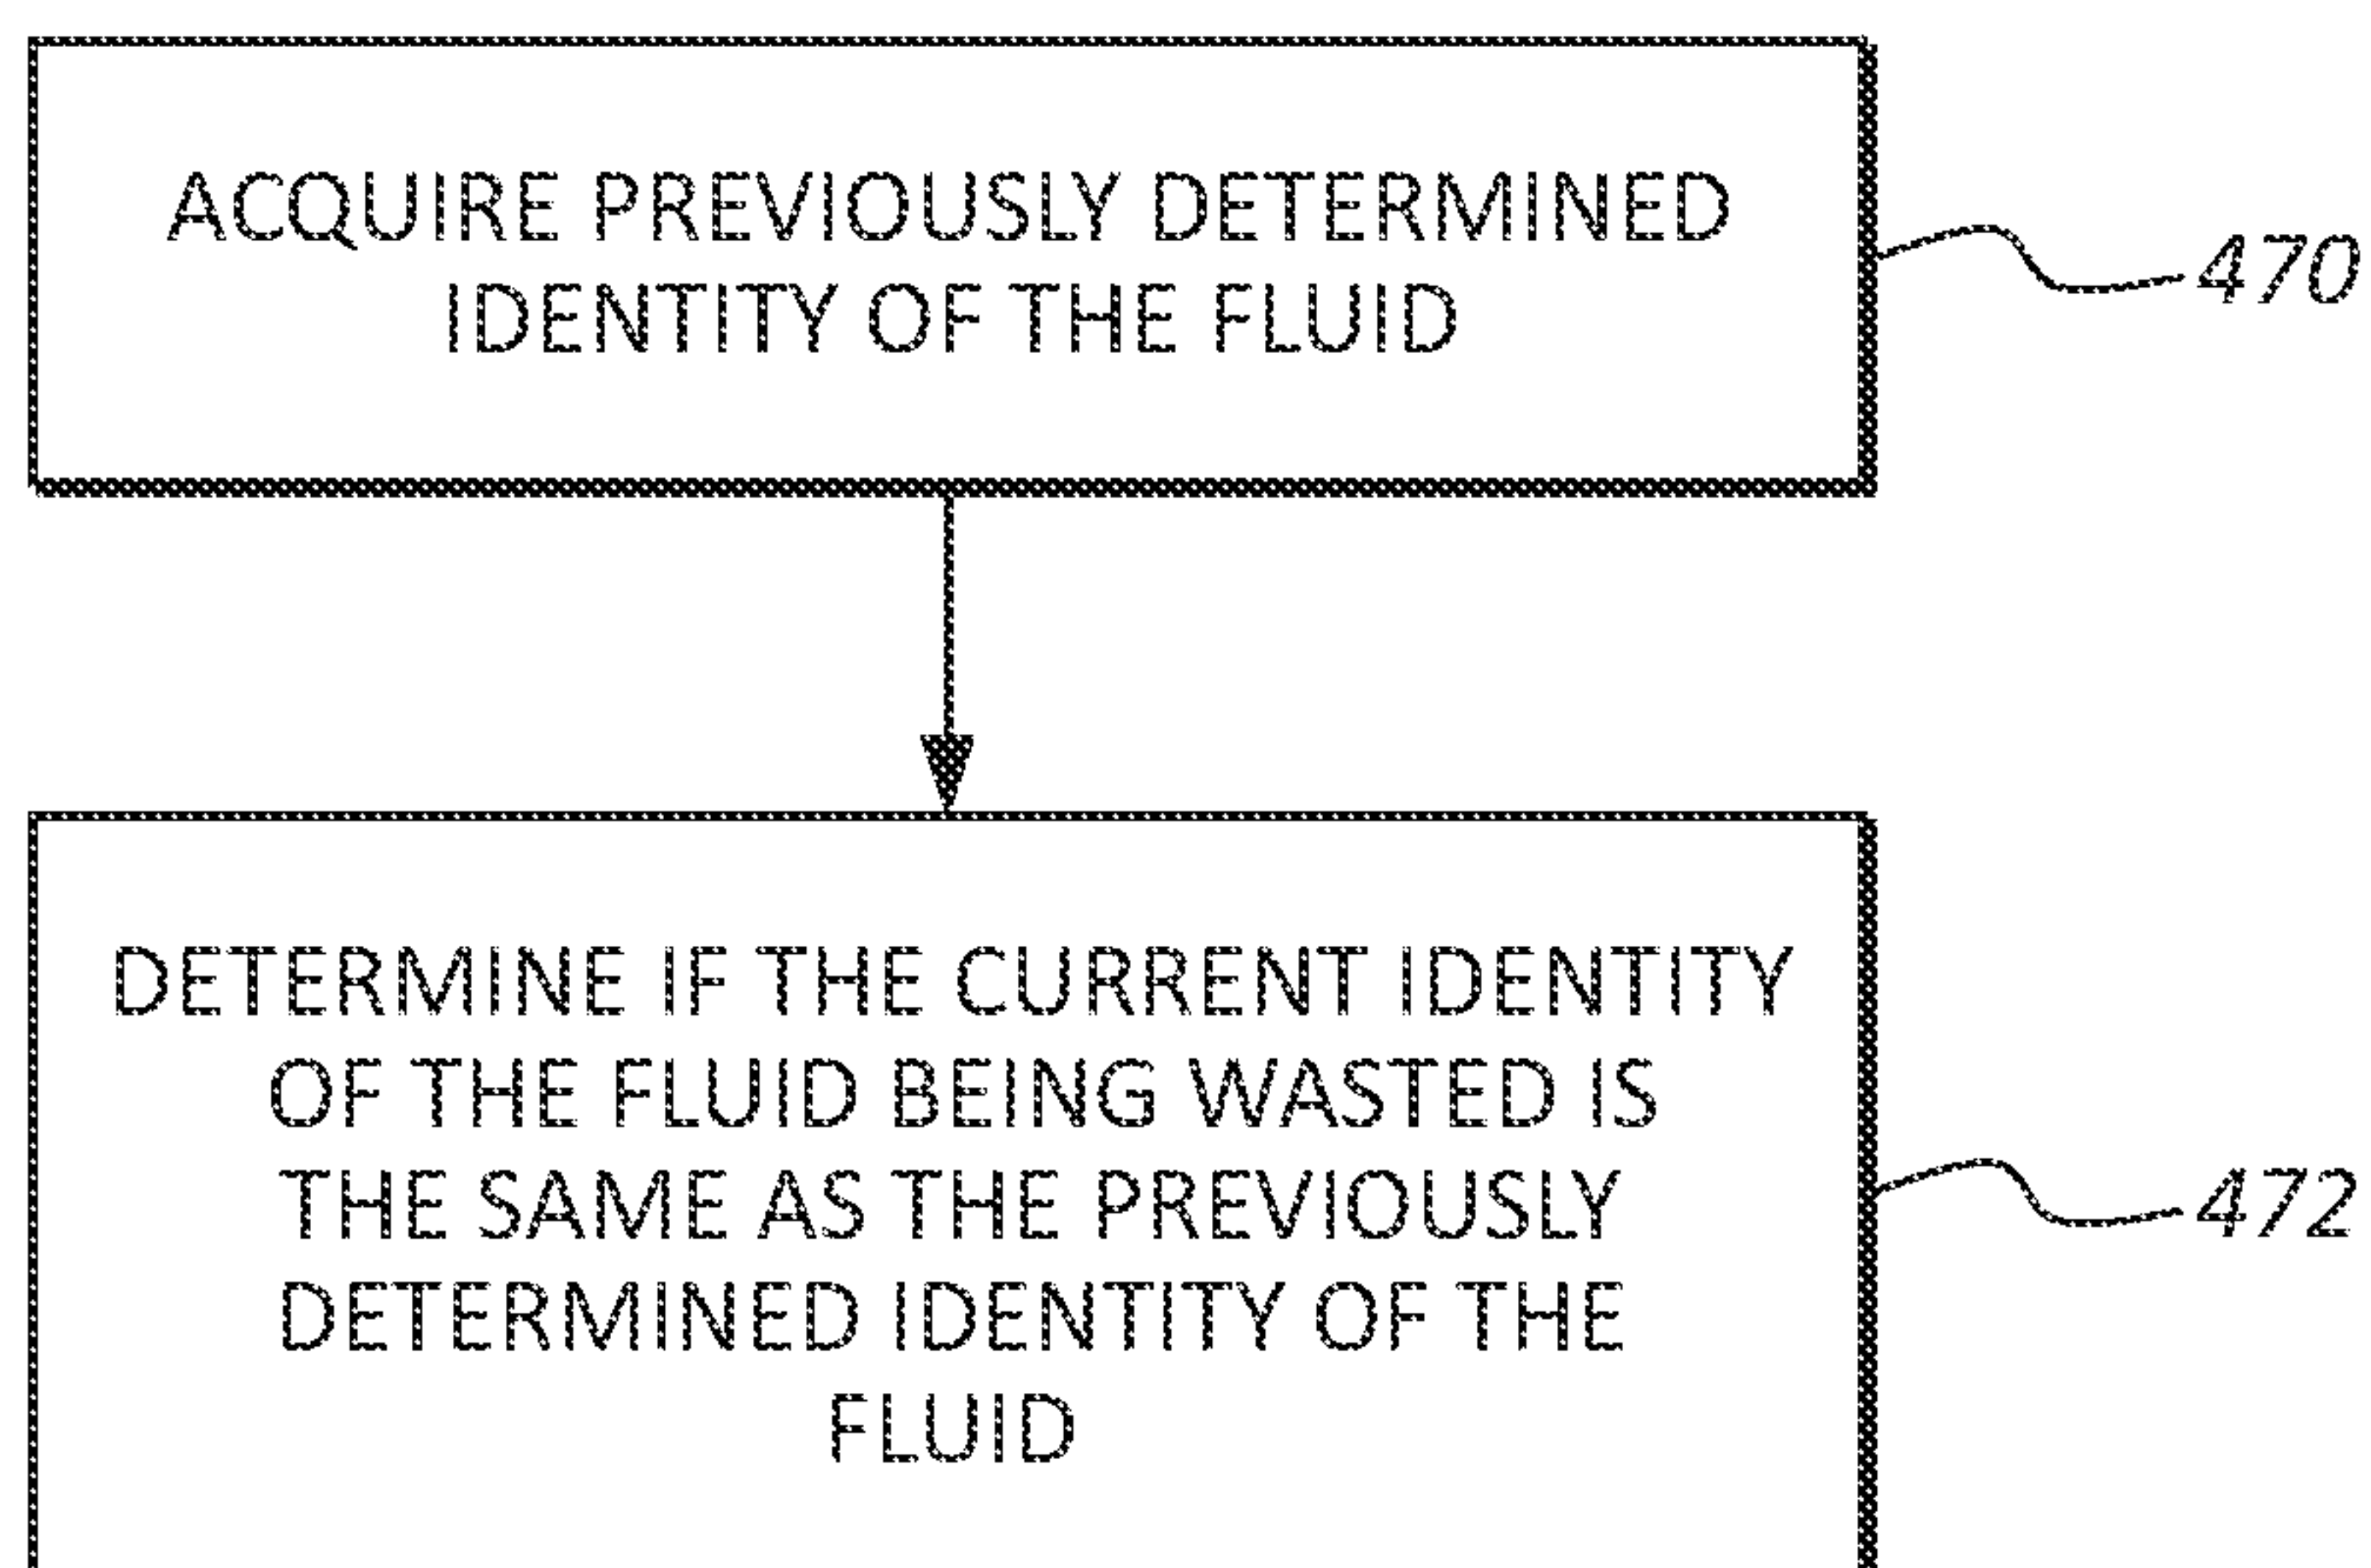 ACQUIRE PREVIOUSLY DETERMINED
IDENTITY OF THE FLUID
470
DETERMINE IF THE CURRENT IDENTITY
OF THE FLUID BEING WASTED IS
THE SAME AS THE PREVIOUSLY
DETERMINED IDENTITY OF THE
FLUID
472